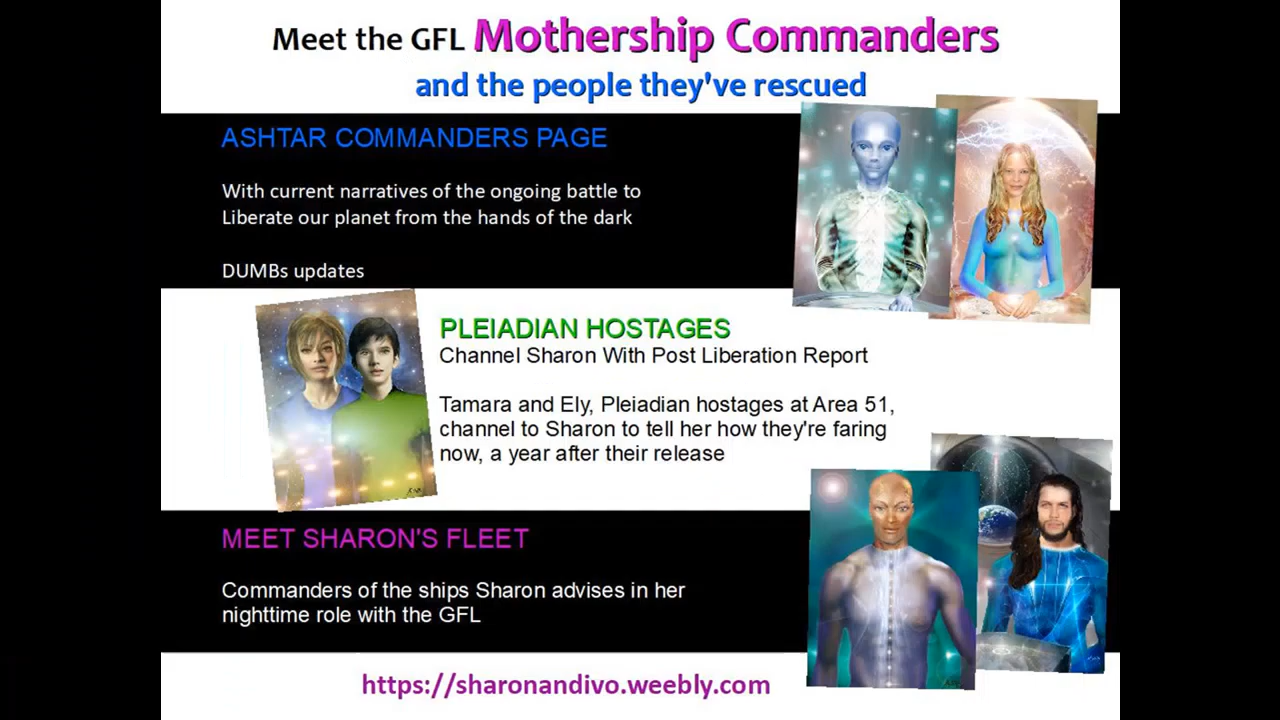 Meet the GFL Mothership Commanders
and the people they've rescued
ASHTAR COMMANDERS PAGE
With current narratives of the ongoing battle to
Liberate our planet from the hands of the dark
DUMBs updates
PLEIADIAN HOSTAGES
Channel Sharon With Post Liberation Report
Tamara and Ely, Pleiadian hostages at Area 51,
channel to Sharon to tell her how they're faring
now, a year after their release
MEET SHARON'S FLEET
Commanders of the ships Sharon advises in her
nighttime role with the GFL
https://sharonandivo.weebly.com